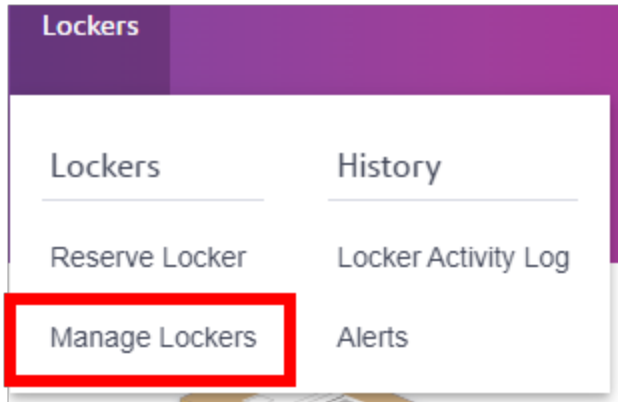 Lockers
Lockers
History
Reserve Locker
Locker Activity Log
Manage Lockers
Alerts